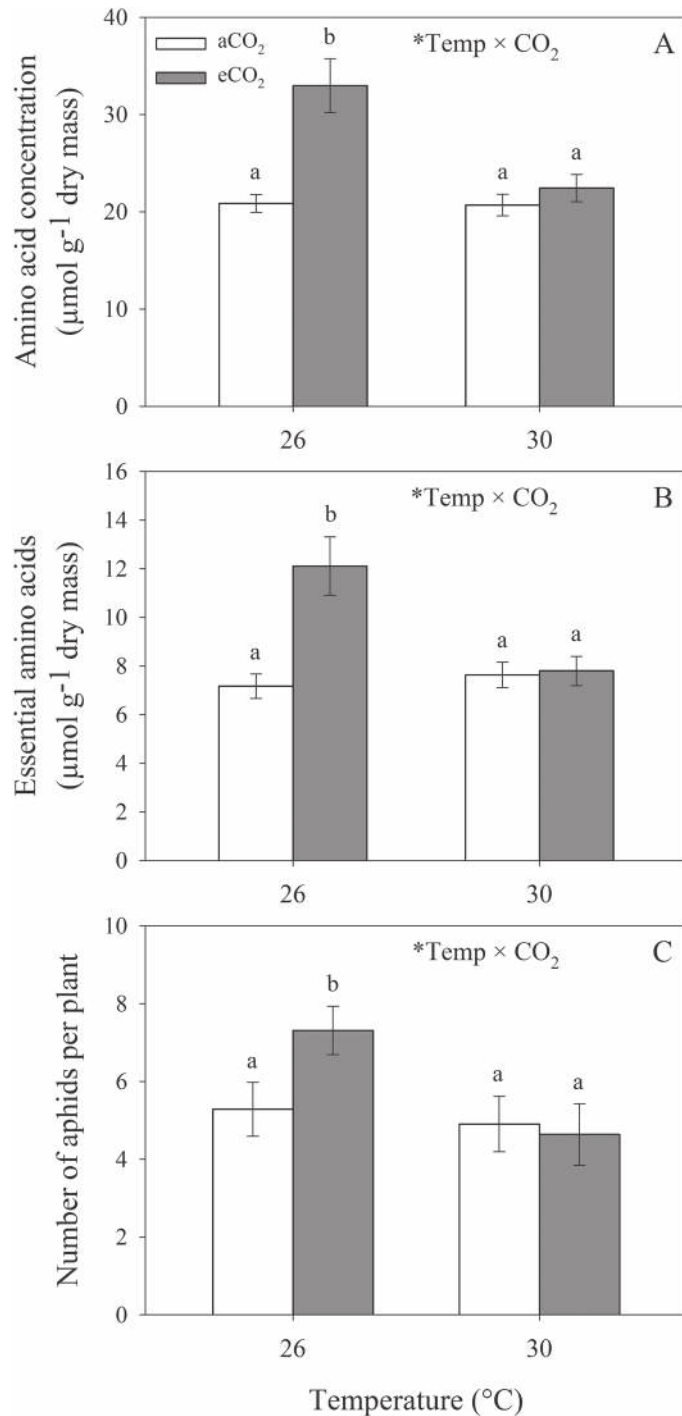 40
aCO₂
eCO₂
b
*Temp × CO₂
A
30
a
a
a
20
10
0
Amino acid concentration
(μmol g⁻¹ dry mass)
26
30
16
*Temp × CO₂
B
14
b
12
10
a
a
a
8
6
4
2
0
Essential amino acids
(μmol g⁻¹ dry mass)
26
30
10
*Temp × CO₂
C
b
8
a
a
a
6
4
2
0
Number of aphids per plant
26
30
Temperature (°C)